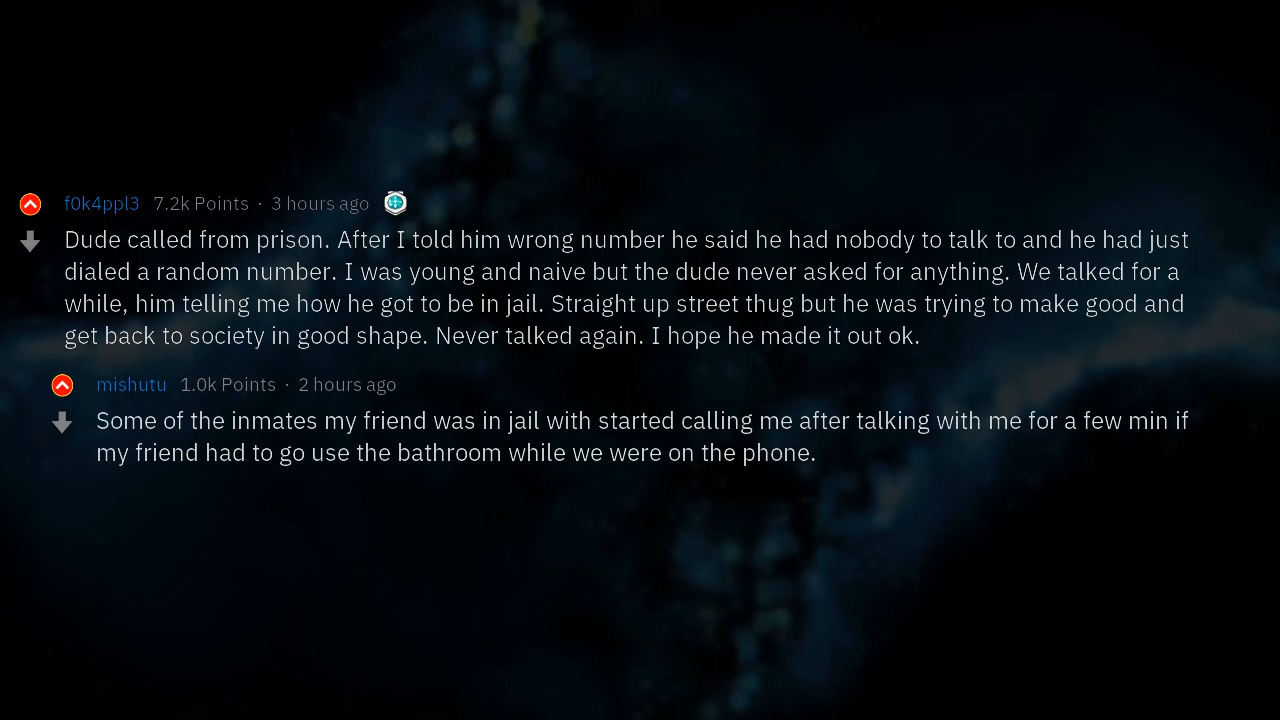 f0k4ppl3 7.2k Points · 3 hours ago
Dude called from prison. After I told him wrong number he said he had nobody to talk to and he had just
dialed a random number. I was young and naive but the dude never asked for anything. We talked for a
while, him telling me how he got to be in jail. Straight up street thug but he was trying to make good and
get back to society in good shape. Never talked again. I hope he made it out ok.
mishutu 1.0k Points · 2 hours ago
Some of the inmates my friend was in jail with started calling me after talking with me for a few min if
my friend had to go use the bathroom while we were on the phone.